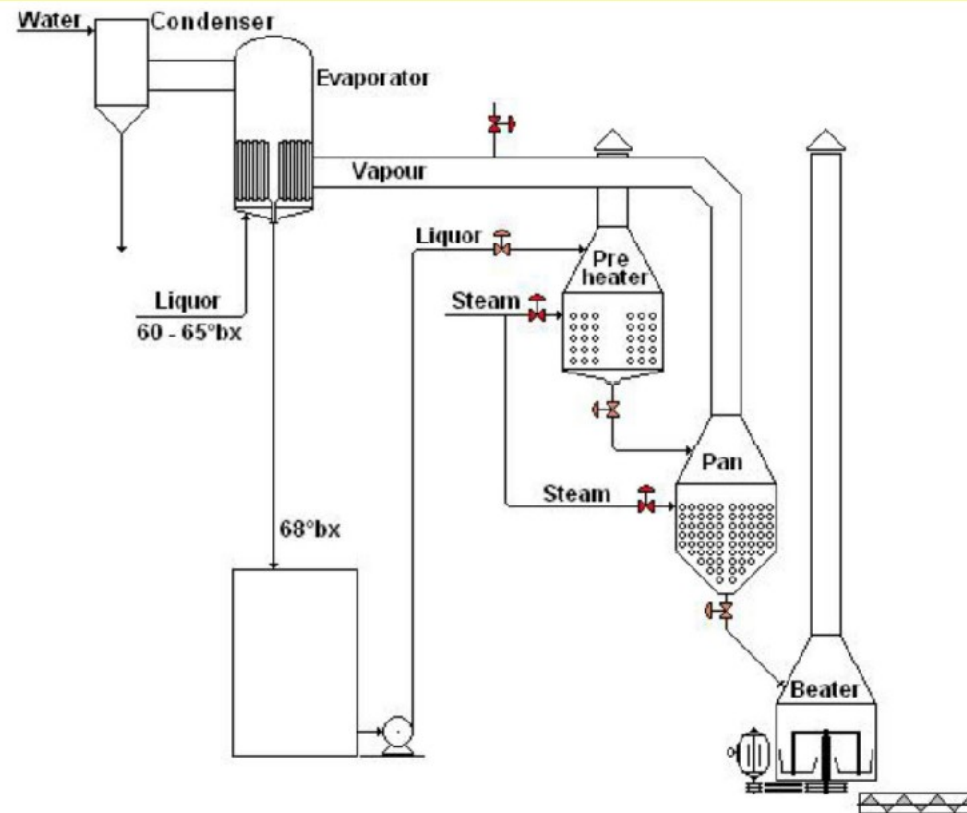 Water
Condenser
Evaporator
Vapour
Liquor
Pre
heater
Steam
Liquor
60 - 65°bx
Pan
Steam
68°bx
Beater